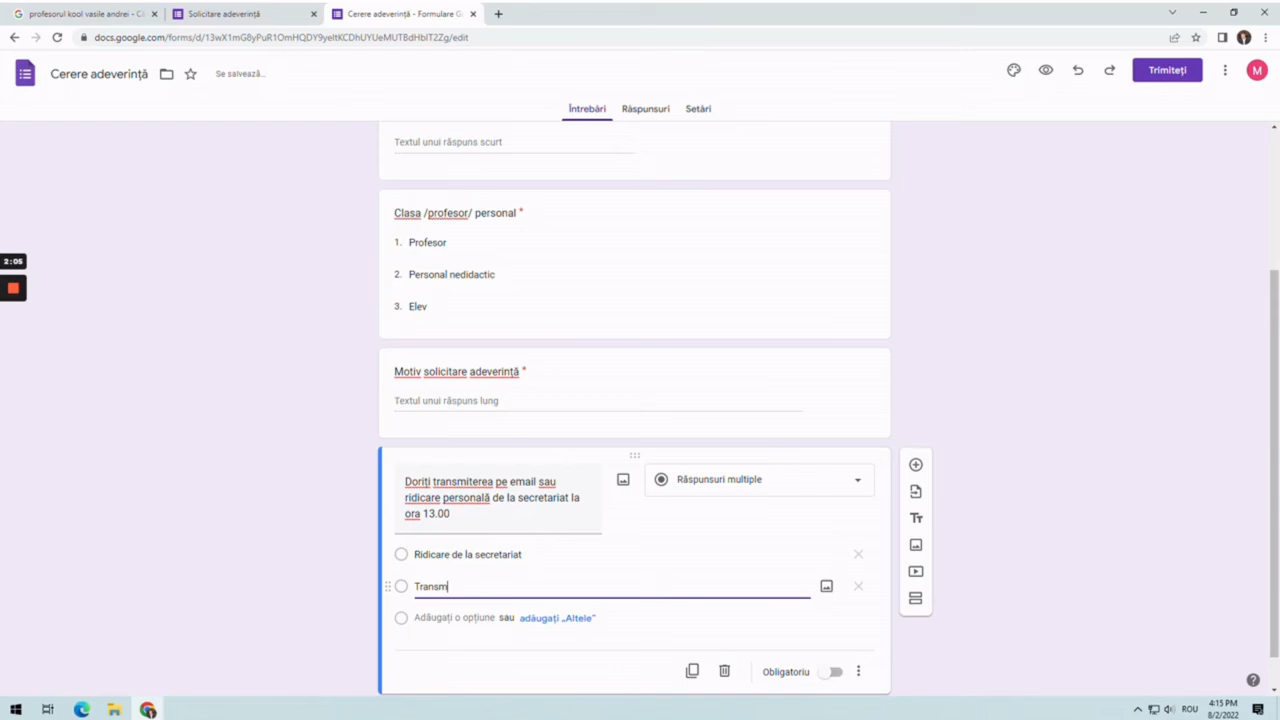 profesorul kool vasile andrei - Că
Solicitare adeverință
Cerere adeverință - Formulare G
docs.google.com/forms/d/13wX1mG8yPuR1OmHQDY9yeltKCDhUYUeMUTBdHblT2Zg/edit
Cerere adeverință
Se salvează...
Trimiteți
M
Întrebări Răspunsuri Setări
Textul unui răspuns scurt
Clasa /profesor/ personal *
1. Profesor
2. Personal nedidactic
3. Elev
2:05
Motiv solicitare adeverință *
Textul unui răspuns lung
Doriți transmiterea pe email sau
ridicare personală de la secretariat la
ora 13.00
Răspunsuri multiple
Ridicare de la secretariat
Transm
Adăugați o opțiune sau adăugați „Altele”
Obligatoriu
ROU
4:15 PM
8/2/2022